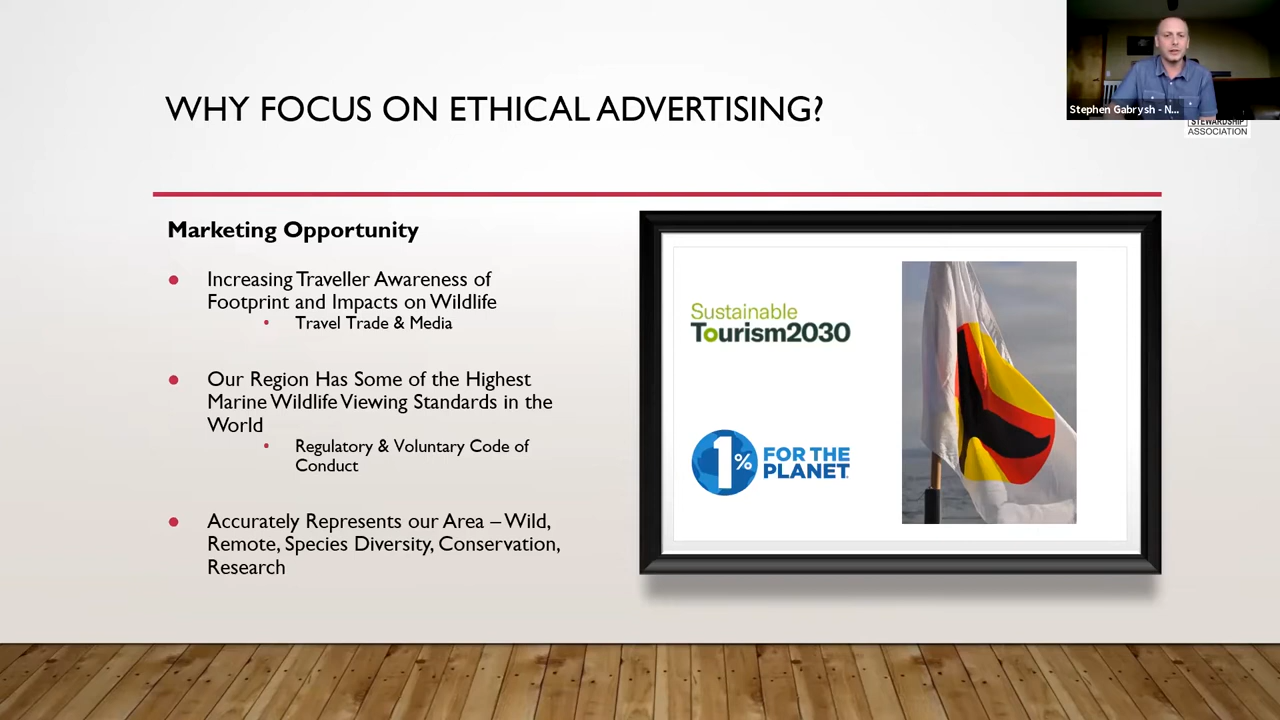 WHY FOCUS ON ETHICAL ADVERTISING?
Stephen Gabrysh - N...
STEWARDSHIP
ASSOCIATION
Marketing Opportunity
Increasing Traveller Awareness of
Footprint and Impacts on Wildlife
Travel Trade & Media
Our Region Has Some of the Highest
Marine Wildlife Viewing Standards in the
World
Regulatory & Voluntary Code of
Conduct
Accurately Represents our Area – Wild,
Remote, Species Diversity, Conservation,
Research
Sustainable
Tourism2030
1%
FOR THE
PLANET